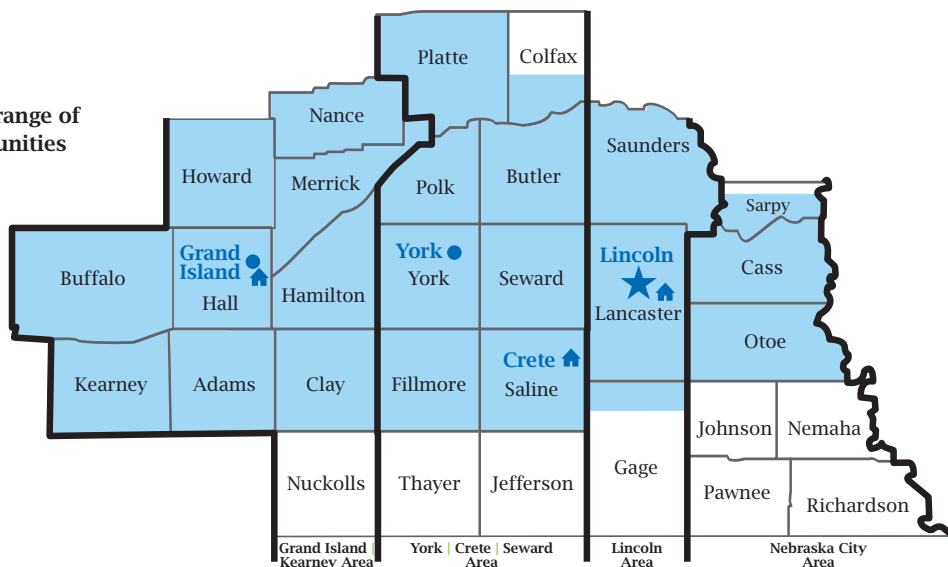 range of
unities
Platte
Colfax
Nance
Saunders
Howard
Merrick
Polk
Butler
Sarpy
Grand
Island
York
Lincoln
Buffalo
York
Seward
Cass
Hall
Hamilton
Lancaster
Otoe
Crete
Kearney
Adams
Clay
Fillmore
Saline
Johnson
Nemaha
Gage
Nuckolls
Thayer
Jefferson
Pawnee
Richardson
Grand Island |
Kearney Area
York | Crete | Seward
Area
Lincoln
Area
Nebraska City
Area